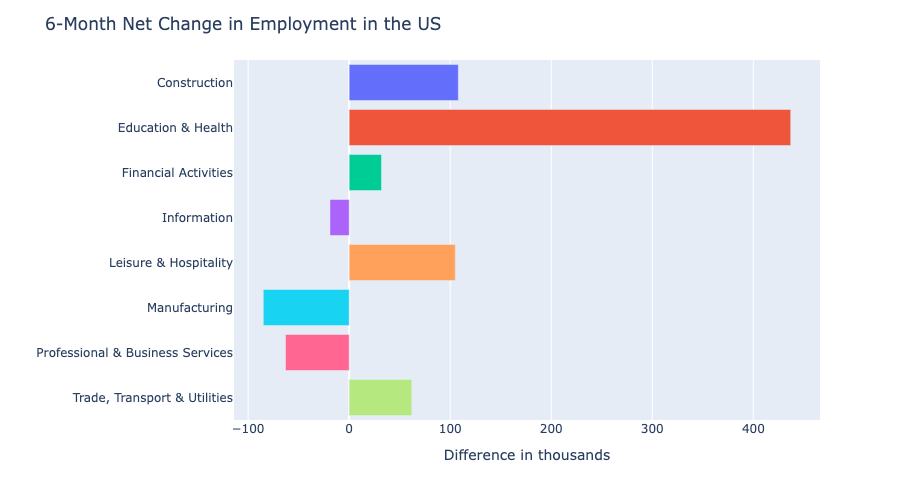 6-Month Net Change in Employment in the US
Construction
Education & Health
Financial Activities
Information
Leisure & Hospitality
Manufacturing
Professional & Business Services
Trade, Transport & Utilities
−100 0 100 200 300 400
Difference in thousands